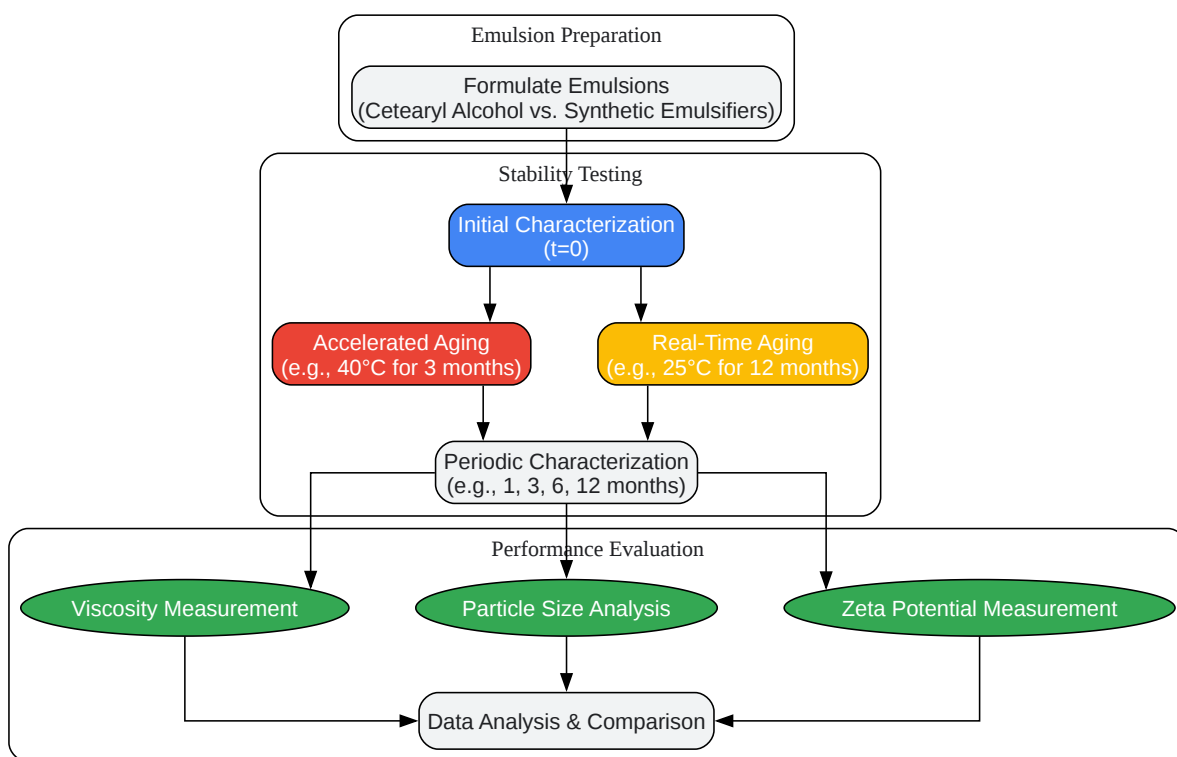 Emulsion Preparation
Formulate Emulsions
(Cetearyl Alcohol vs. Synthetic Emulsifiers)
Stability Testing
Initial Characterization
(t=0)
Accelerated Aging
(e.g., 40°C for 3 months)
Real-Time Aging
(e.g., 25°C for 12 months)
Periodic Characterization
(e.g., 1, 3, 6, 12 months)
Performance Evaluation
Viscosity Measurement
Particle Size Analysis
Zeta Potential Measurement
Data Analysis & Comparison